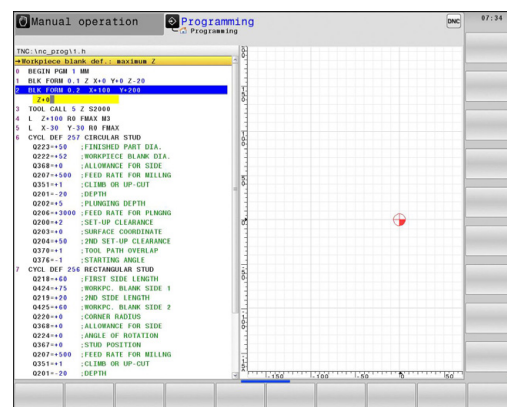 Manual operation
Programming
Programming
DNC
07:34
TNC:\nc_prog\1.h
→Workpiece blank def.: maximum Z
0 BEGIN PGM 1 MM
1 BLK FORM 0.1 Z X+0 Y+0 Z-20
2 BLK FORM 0.2 X+100 Y+200
Z+0
3 TOOL CALL 5 Z S2000
4 L Z+100 R0 FMAX M3
5 L X-30 Y-30 R0 FMAX
6 CYCL DEF 257 CIRCULAR STUD
Q223=+50 ;FINISHED PART DIA.
Q222=+52 ;WORKPIECE BLANK DIA.
Q368=+0 ;ALLOWANCE FOR SIDE
Q207=+500 ;FEED RATE FOR MILLNG
Q351=+1 ;CLIMB OR UP-CUT
Q201=-20 ;DEPTH
Q202=+5 ;PLUNGING DEPTH
Q206=+3000 ;FEED RATE FOR PLNGNG
Q200=+2 ;SET-UP CLEARANCE
Q203=+0 ;SURFACE COORDINATE
Q204=+50 ;2ND SET-UP CLEARANCE
Q370=+1 ;TOOL PATH OVERLAP
Q376=-1 ;STARTING ANGLE
7 CYCL DEF 256 RECTANGULAR STUD
Q218=+60 ;FIRST SIDE LENGTH
Q424=+75 ;WORKPC. BLANK SIDE 1
Q219=+20 ;2ND SIDE LENGTH
Q425=+60 ;WORKPC. BLANK SIDE 2
Q220=+0 ;CORNER RADIUS
Q368=+0 ;ALLOWANCE FOR SIDE
Q224=+0 ;ANGLE OF ROTATION
Q367=+0 ;STUD POSITION
Q207=+500 ;FEED RATE FOR MILLNG
Q351=+1 ;CLIMB OR UP-CUT
Q201=-20 ;DEPTH
-150 -100 -50 0 50